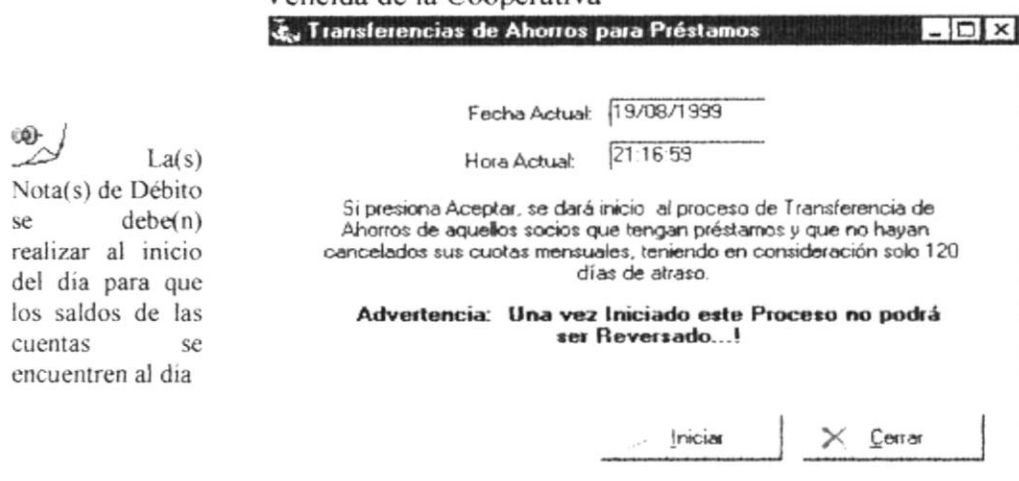 Vencida de la Cooperativa
Transferencias de Ahorros para Préstamos
Fecha Actual: 19/08/1999
Hora Actual: 21:16:59
La(s)
Nota(s) de Débito
se debe(n)
realizar al inicio
del día para que
los saldos de las
cuentas se
encuentren al día
Si presiona Aceptar, se dará inicio al proceso de Transferencia de
Ahorros de aquellos socios que tengan préstamos y que no hayan
cancelados sus cuotas mensuales, teniendo en consideración solo 120
días de atraso.
Advertencia: Una vez Iniciado este Proceso no podrá
ser Reversado...!
Iniciar
Cerrar